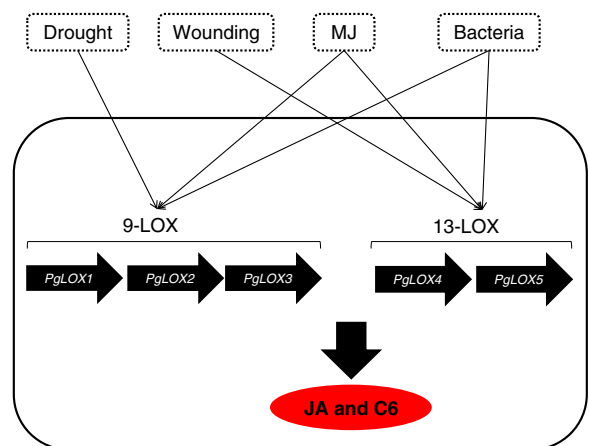 Drought Wounding MJ Bacteria
9-LOX 13-LOX
PgLOX1 PgLOX2 PgLOX3 PgLOX4 PgLOX5
JA and C6